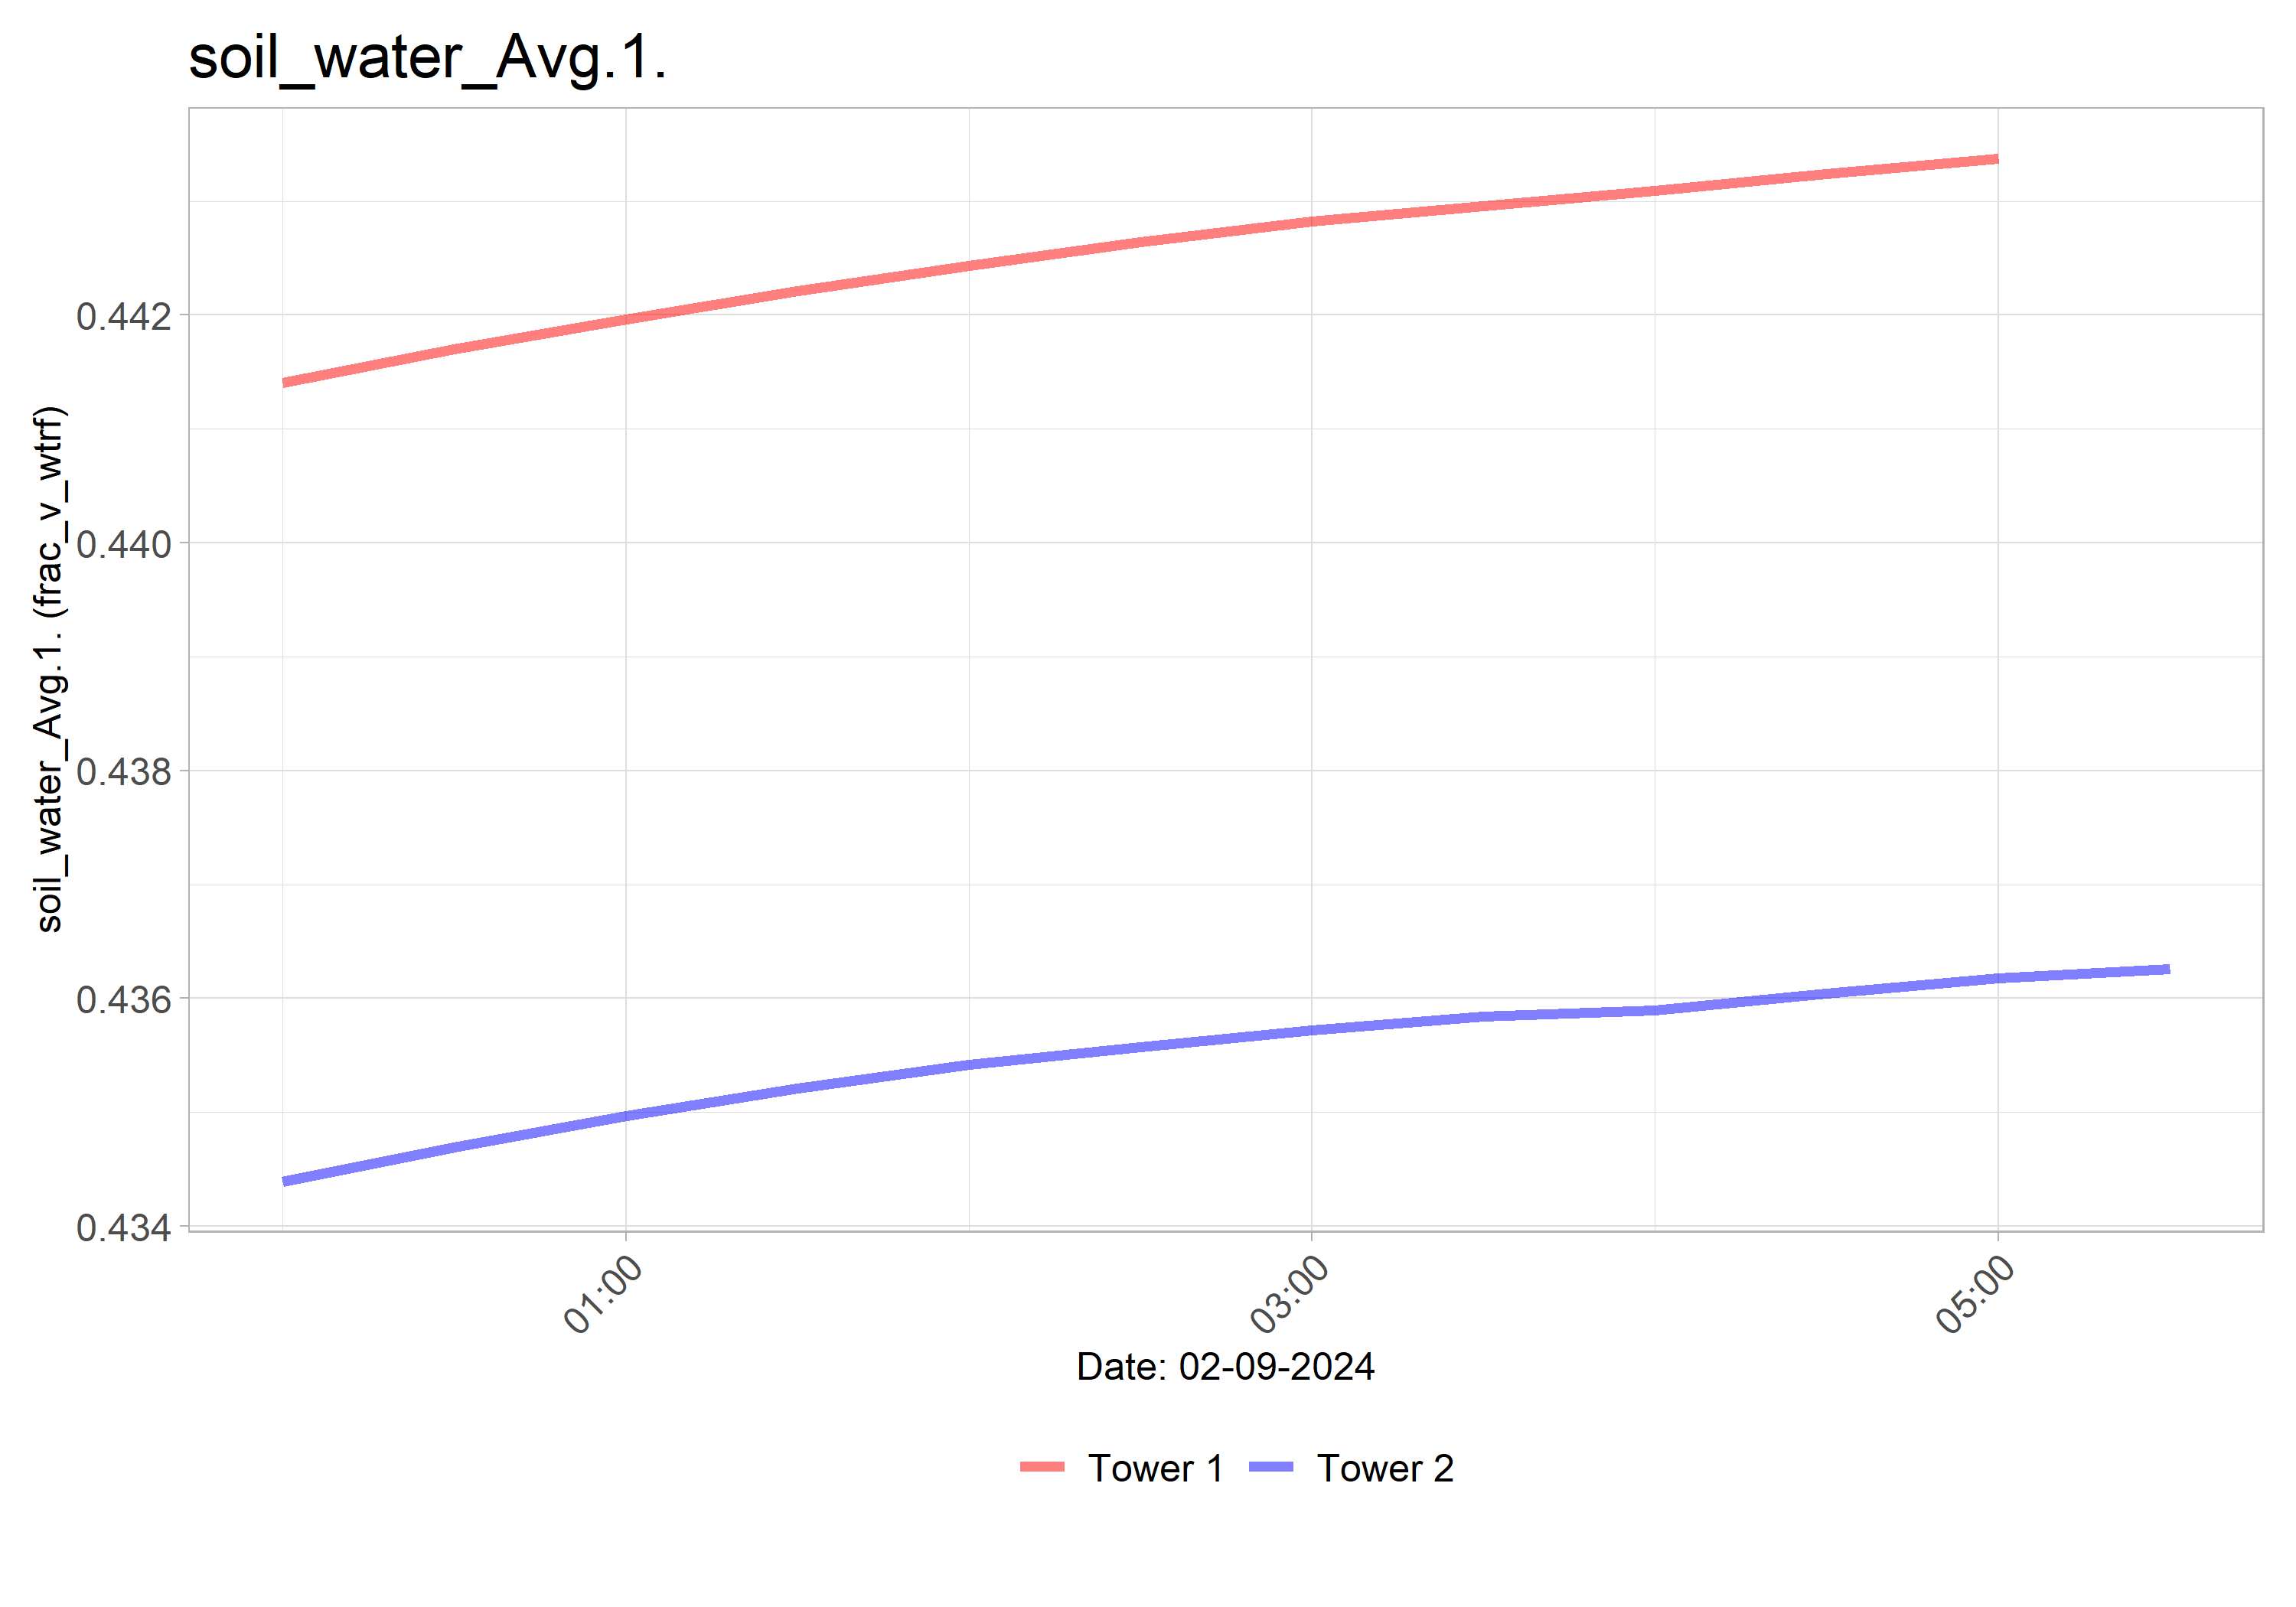 soil_water_Avg.1.
soil_water_Avg.1. (frac_v_wtrf)
0.442
0.440
0.438
0.436
0.434
01:00
03:00
05:00
Date: 02-09-2024
Tower 1
Tower 2